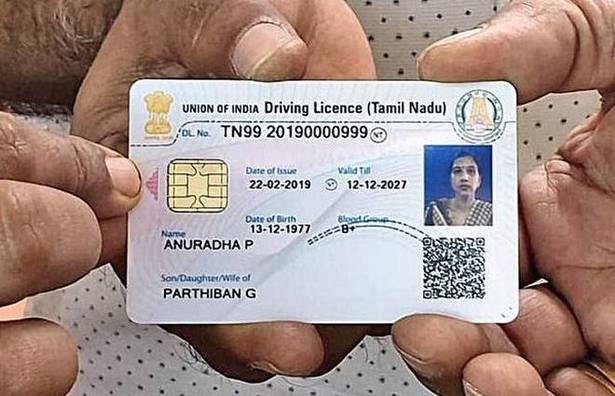 UNION OF INDIA Driving Licence (Tamil Nadu)
DL. No. TN99 20190000999 NT
Date of Issue Valid Till
22-02-2019 NT 12-12-2027
Date of Birth Blood Group
13-12-1977 B+
Name
ANURADHA P
Son/Daughter/Wife of
PARTHIBAN G